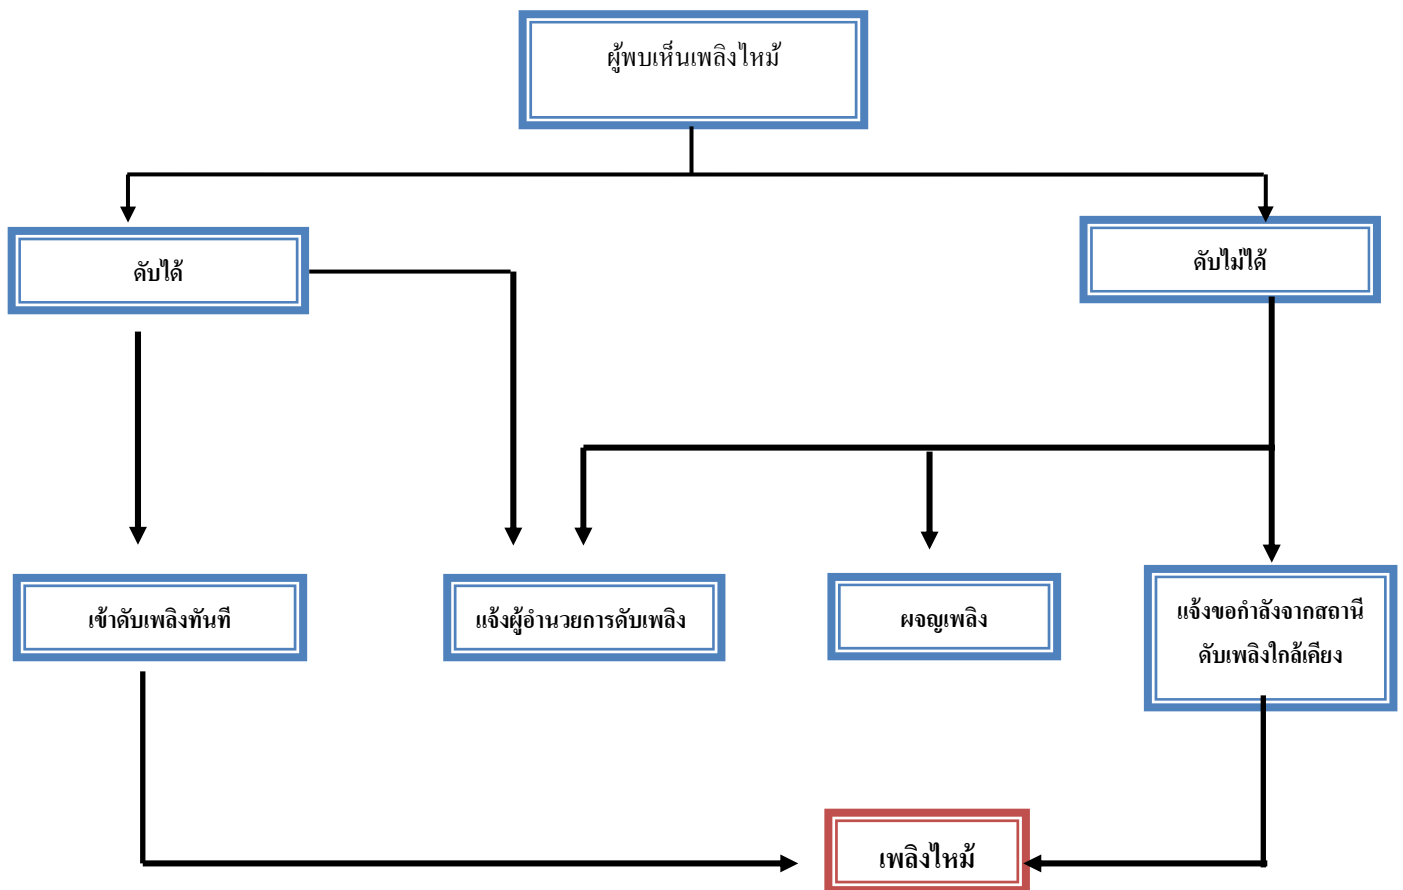 ผู้พบเห็นเพลิงไหม้
ดับได้
ดับไม่ได้
เข้าดับเพลิงทันที
แจ้งผู้อำนวยการดับเพลิง
ผจญเพลิง
แจ้งขอกำลังจากสถานี
ดับเพลิงใกล้เคียง
เพลิงไหม้